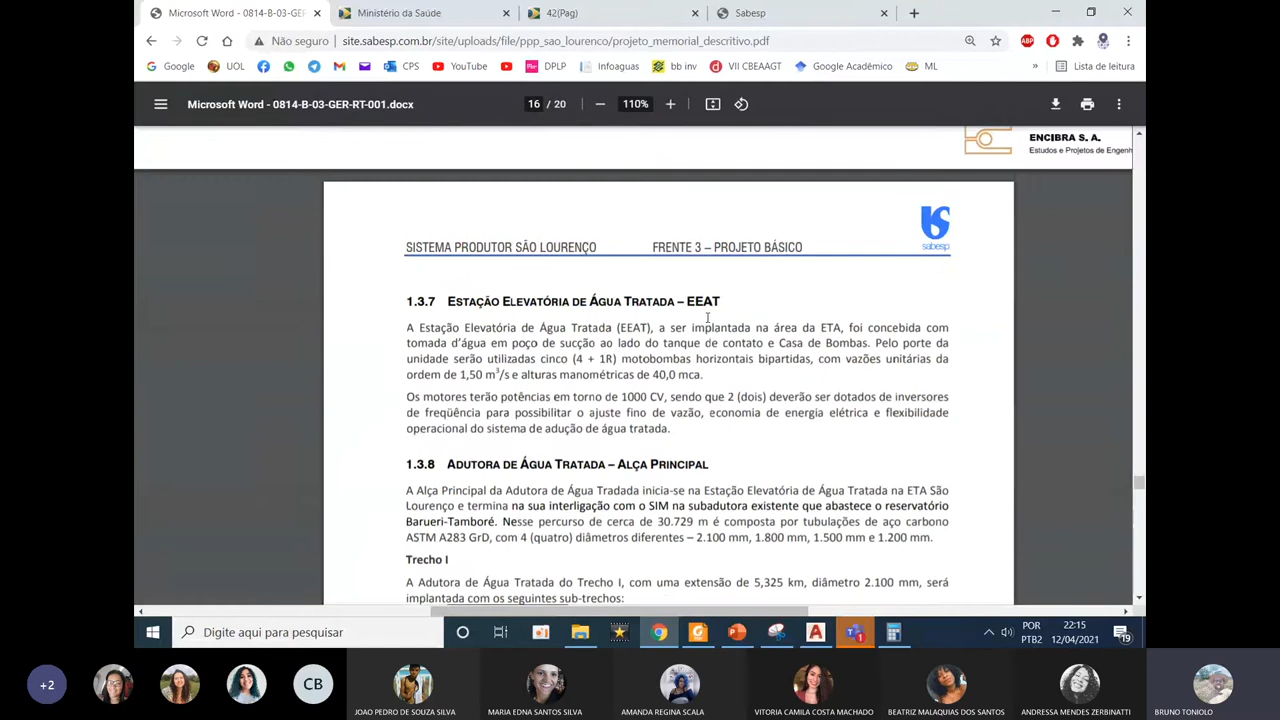 Microsoft Word - 0814-B-03-GER-
Ministério da Saúde
42(Pag)
Sabesp
Não seguro
site.sabesp.com.br/site/uploads/file/ppp_sao_lourenco/projeto_memorial_descritivo.pdf
Google
UOL
CPS
YouTube
DPLP
Infoaguas
bb inv
VII CBEAAGT
Google Acadêmico
ML
»
Lista de leitura
Microsoft Word - 0814-B-03-GER-RT-001.docx
16 / 20
110%
ENCIBRA S. A.
Estudos e Projetos de Engenh
sabesp
SISTEMA PRODUTOR SÃO LOURENÇO FRENTE 3 – PROJETO BÁSICO
1.3.7 ESTAÇÃO ELEVATÓRIA DE ÁGUA TRATADA – EEAT
A Estação Elevatória de Água Tratada (EEAT), a ser implantada na área da ETA, foi concebida com
tomada d'água em poço de sucção ao lado do tanque de contato e Casa de Bombas. Pelo porte da
unidade serão utilizadas cinco (4 + 1R) motobombas horizontais bipartidas, com vazões unitárias da
ordem de 1,50 m³/s e alturas manométricas de 40,0 mca.
Os motores terão potências em torno de 1000 CV, sendo que 2 (dois) deverão ser dotados de inversores
de freqüência para possibilitar o ajuste fino de vazão, economia de energia elétrica e flexibilidade
operacional do sistema de adução de água tratada.
1.3.8 ADUTORA DE ÁGUA TRATADA – ALÇA PRINCIPAL
A Alça Principal da Adutora de Água Tradada inicia-se na Estação Elevatória de Água Tratada na ETA São
Lourenço e termina na sua interligação com o SIM na subadutora existente que abastece o reservatório
Barueri-Tamboré. Nesse percurso de cerca de 30.729 m é composta por tubulações de aço carbono
ASTM A283 GrD, com 4 (quatro) diâmetros diferentes – 2.100 mm, 1.800 mm, 1.500 mm e 1.200 mm.
Trecho I
A Adutora de Água Tratada do Trecho I, com uma extensão de 5,325 km, diâmetro 2.100 mm, será
implantada com os seguintes sub-trechos:
Digite aqui para pesquisar
POR
PTB2
22:15
12/04/2021
19
+2
CB
JOAO PEDRO DE SOUZA SILVA
MARIA EDNA SANTOS SILVA
AMANDA REGINA SCALA
VITORIA CAMILA COSTA MACHADO
BEATRIZ MALAQUIAS DOS SANTOS
ANDRESSA MENDES ZERBINATTI
BRUNO TONIOLO